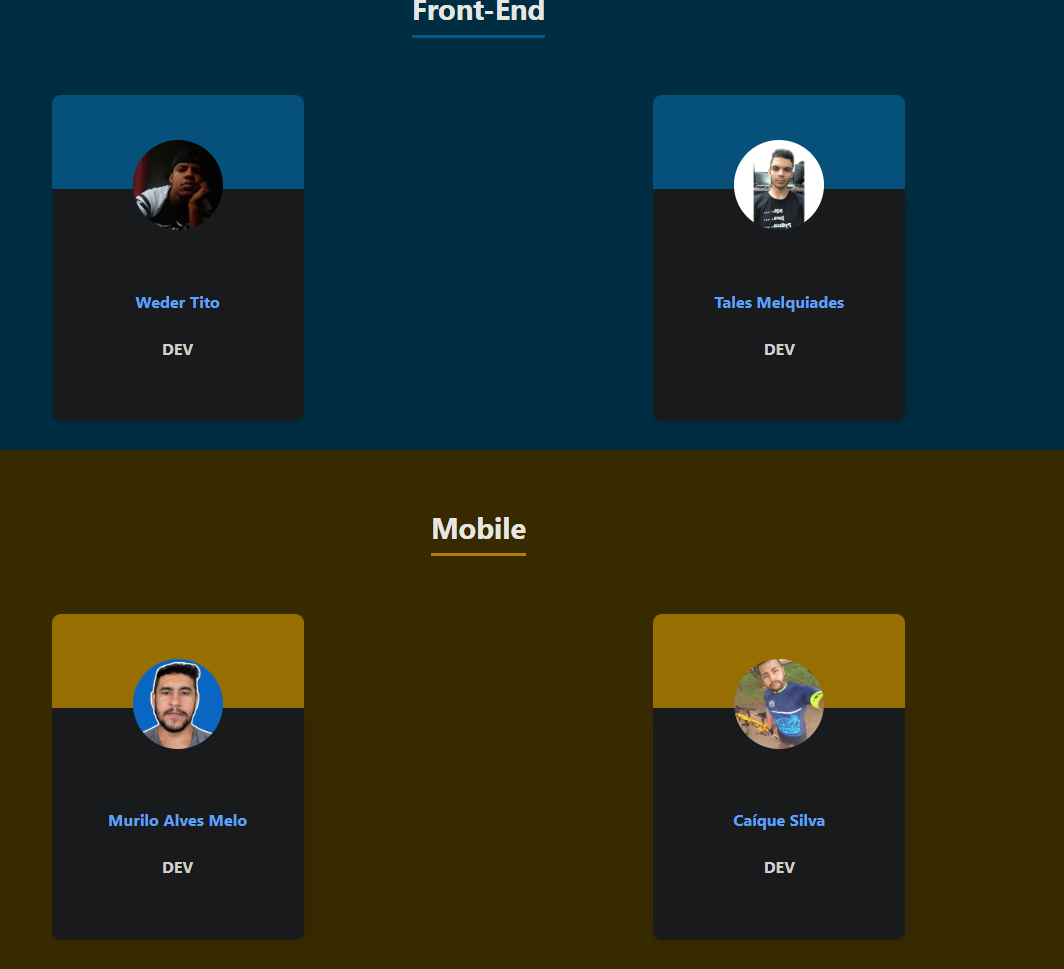 Front-End
Weder Tito
Tales Melquiades
DEV
DEV
Mobile
Murilo Alves Melo
Caíque Silva
DEV
DEV